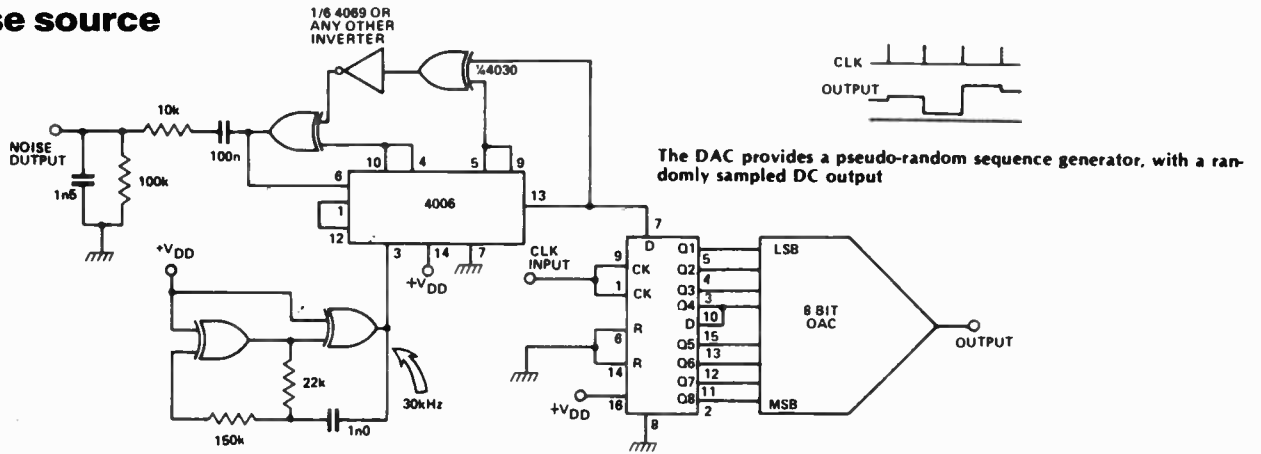 se source
1/6 4069 OR
ANY OTHER
INVERTER
¼4030
10k
100n
NOISE
DUTPUT
1n5
100k
10
4
5
9
6
1
12
4006
13
3
14
7
+VDD
+VDD
22k
150k
1n0
30kHz
CLK
OUTPUT
The DAC provides a pseudo-random sequence generator, with a ran-
domly sampled DC output
7
D
CLK
INPUT
9
CK
1
CK
R
6
R
14
+VDD
16
8
Q1
5
Q2
4
Q3
3
Q4
10
D
15
Q5
13
Q6
12
Q7
11
Q8
2
LSB
8 BIT
OAC
MSB
OUTPUT